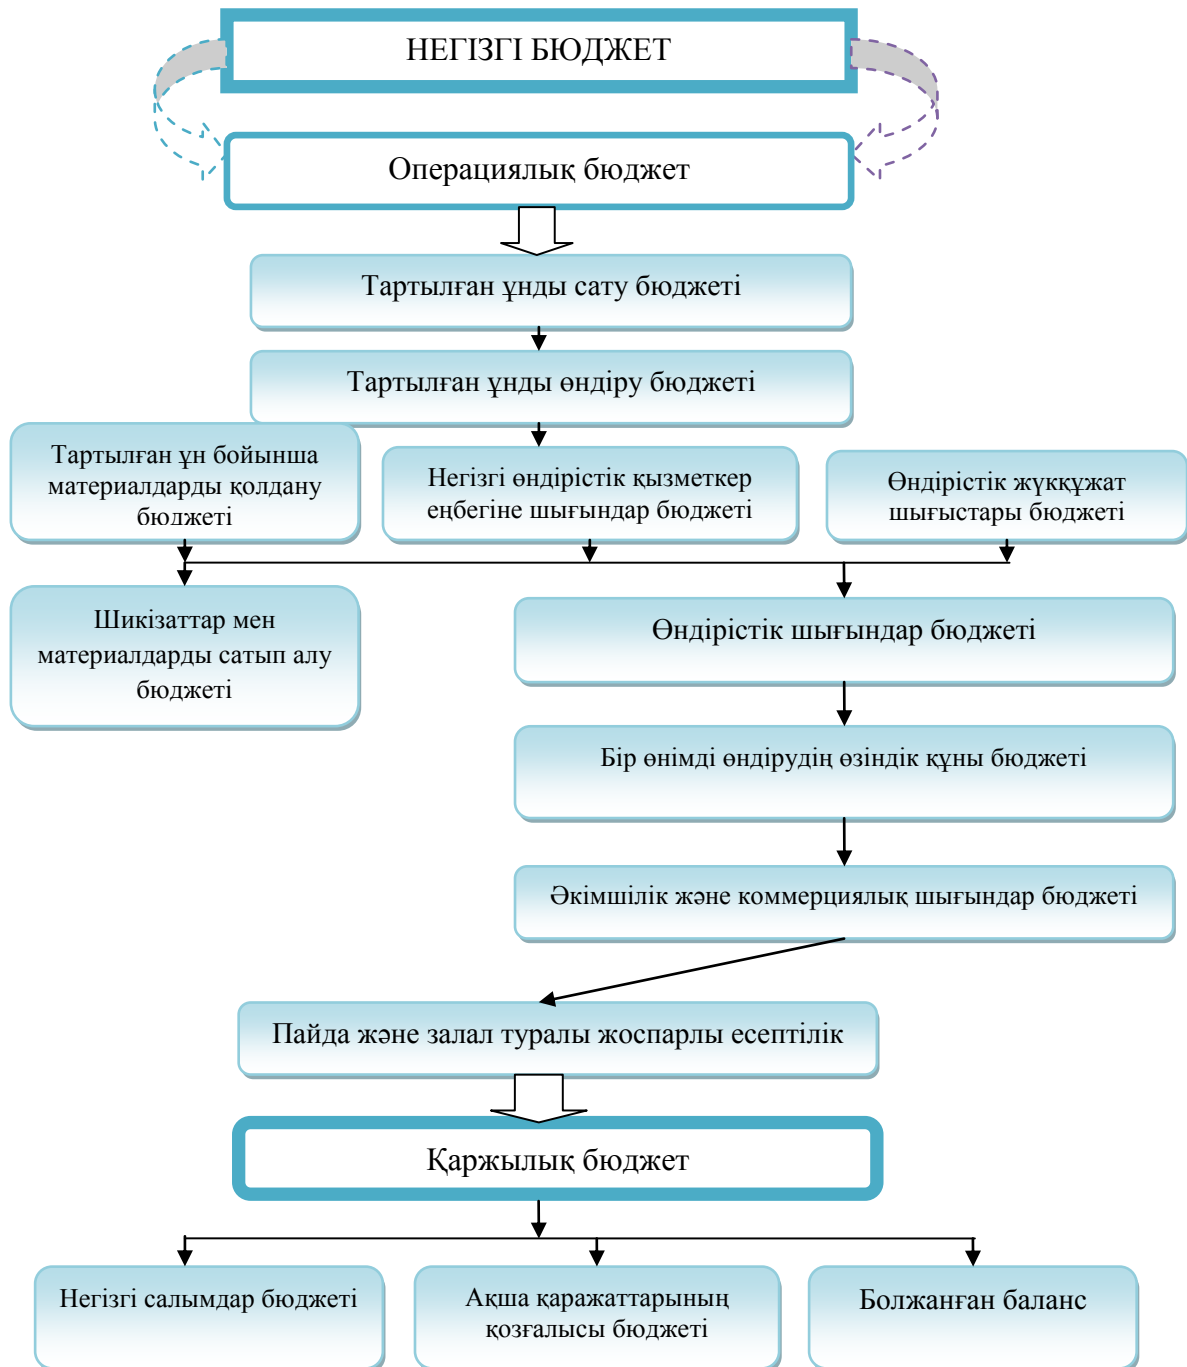 НЕГІЗГІ БЮДЖЕТ
Операциялық бюджет
Тартылған ұнды сату бюджеті
Тартылған ұнды өндіру бюджеті
Тартылған ұн бойынша
материалдарды қолдану
бюджеті
Негізгі өндірістік қызметкер
еңбегіне шығындар бюджеті
Өндірістік жүкқұжат
шығыстары бюджеті
Шикізаттар мен
материалдарды сатып алу
бюджеті
Өндірістік шығындар бюджеті
Бір өнімді өндірудің өзіндік құны бюджеті
Әкімшілік және коммерциялық шығындар бюджеті
Пайда және залал туралы жоспарлы есептілік
Қаржылық бюджет
Негізгі салымдар бюджеті
Ақша қаражаттарының
қозғалысы бюджеті
Болжанған баланс